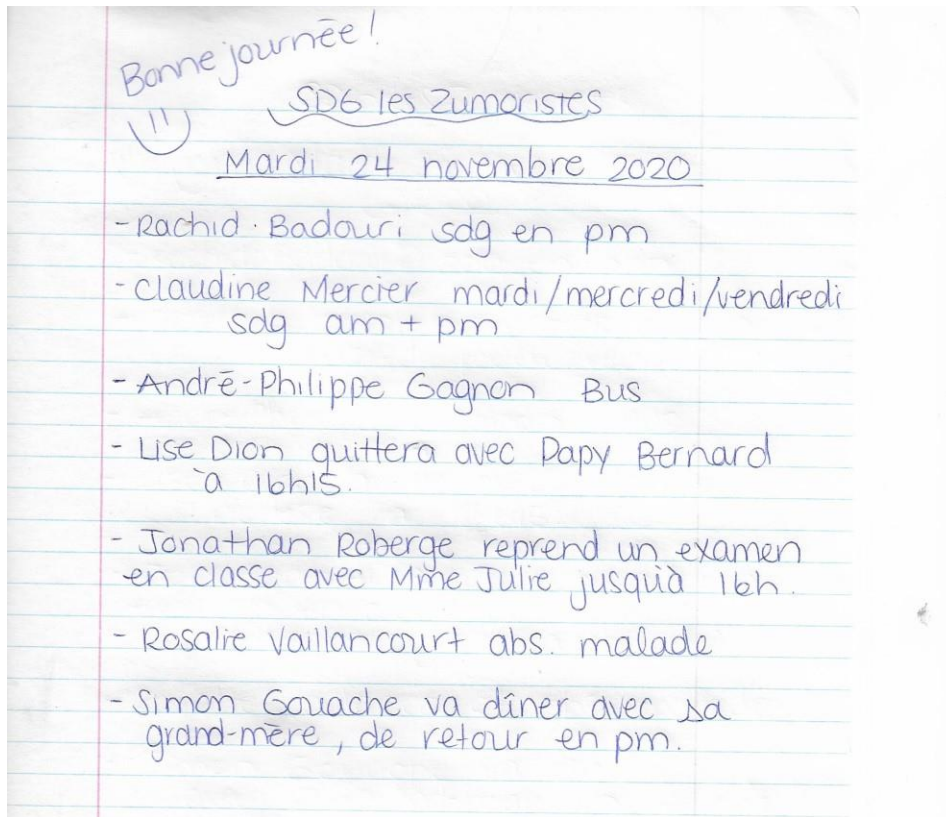 Bonne journée!
SDG les Zumoristes
Mardi 24 novembre 2020
- Rachid Badouri sdg en pm
- Claudine Mercier mardi/mercredi/vendredi
sdg am + pm
- André-Philippe Gagnon Bus
- Lise Dion quittera avec Papy Bernard
à 16h15.
- Jonathan Roberge reprend un examen
en classe avec Mme Julie jusquà 16h.
- Rosalie Vaillancourt abs. malade
- Simon Gouache va dîner avec sa
grand-mère, de retour en pm.